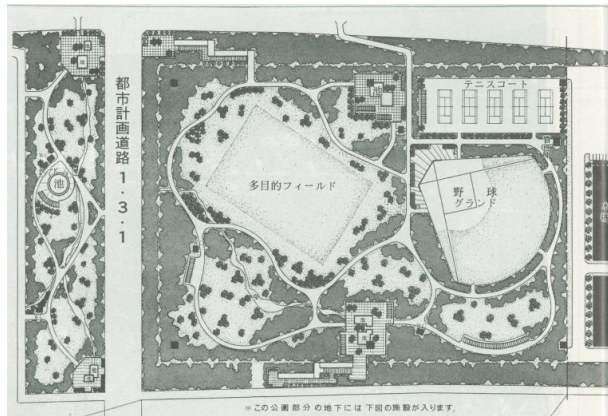 テニスコート
都市計画道路1・3・1
池
多目的フィールド
野球
グランド
※この公園部分の地下には下図の施設が入ります。